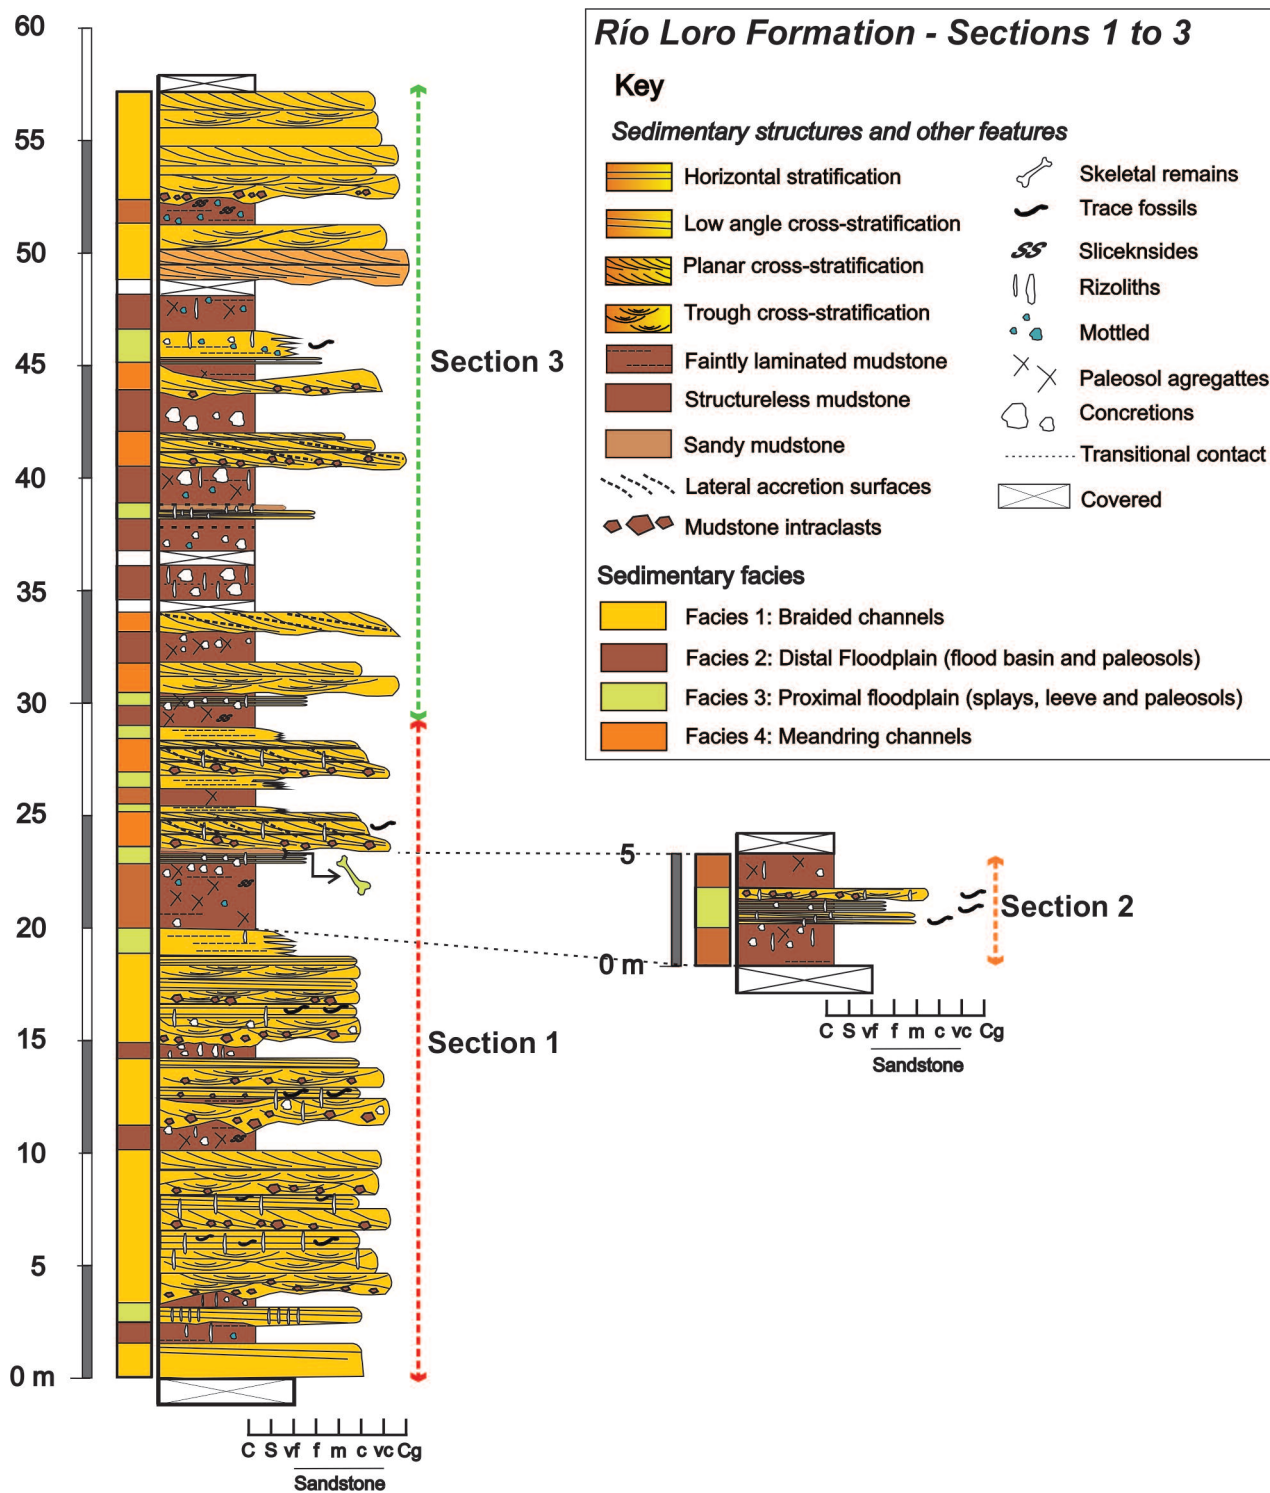 Río Loro Formation - Sections 1 to 3
Key
Sedimentary structures and other features
Horizontal stratification
Low angle cross-stratification
Planar cross-stratification
Trough cross-stratification
Faintly laminated mudstone
Structureless mudstone
Sandy mudstone
Lateral accretion surfaces
Mudstone intraclasts
Skeletal remains
Trace fossils
Sliceknsides
Rizoliths
Mottled
Paleosol agregattes
Concretions
Transitional contact
Covered
Sedimentary facies
Facies 1: Braided channels
Facies 2: Distal Floodplain (flood basin and paleosols)
Facies 3: Proximal floodplain (splays, leeve and paleosols)
Facies 4: Meandring channels
60
55
50
45
40
35
30
25
20
15
10
5
0 m
Section 3
Section 1
C S vf f m c vc Cg
Sandstone
5
0 m
Section 2
C S vf f m c vc Cg
Sandstone